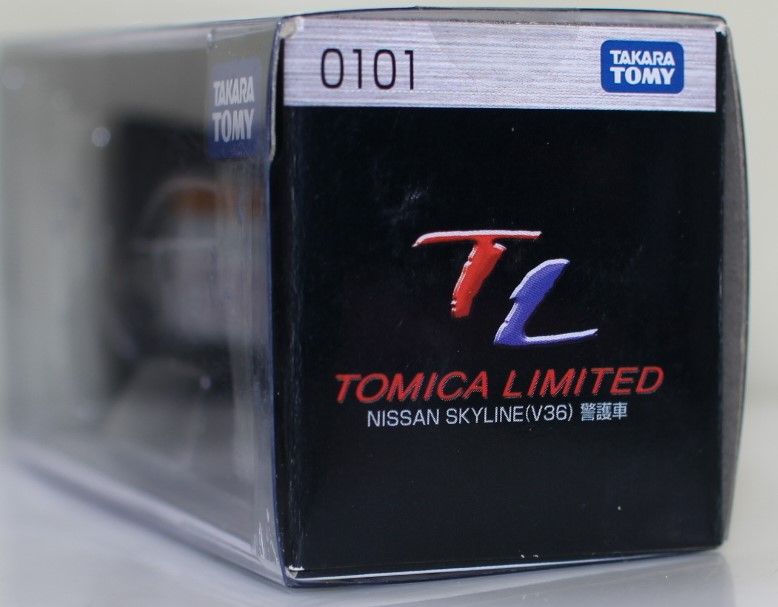 0101
TAKARA
TOMY
TAKARA
TOMY
TL
TOMICA LIMITED
NISSAN SKYLINE(V36) 警護車